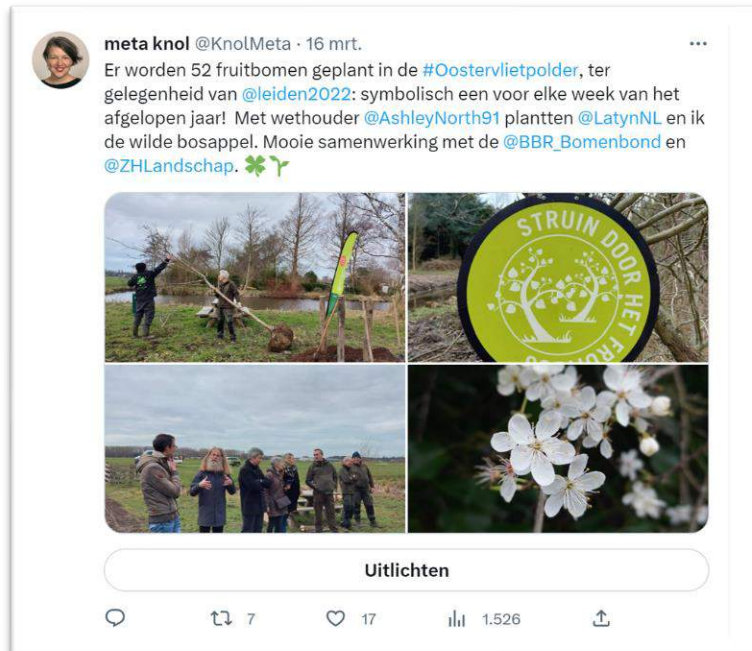 meta knol @KnolMeta · 16 mrt.
Er worden 52 fruitbomen geplant in de #Oostervlietpolder, ter
gelegenheid van @leiden2022: symbolisch een voor elke week van het
afgelopen jaar! Met wethouder @AshleyNorth91 plantten @LatynNL en ik
de wilde bosappel. Mooie samenwerking met de @BBR_Bomenbond en
@ZHLandschap. 🍀🌱
STRUIN DOOR HET
Uitlichten
7 17 1.526